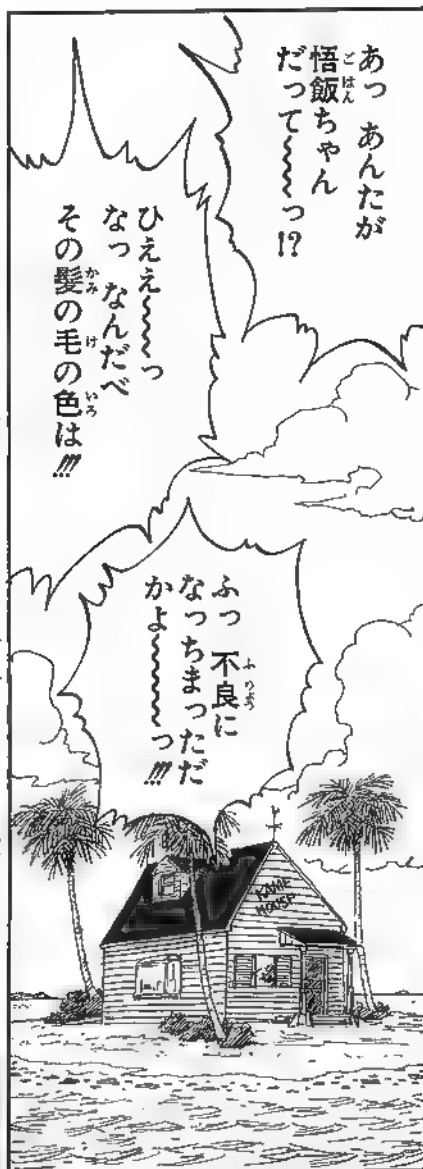 あっ あんたが
悟飯ちゃん
だって〜〜〜っ!?
ひええ〜〜〜っ
なっ なんだべ
その髪の毛の色は!!!
ふっ 不良に
なっちまっただ
かよ〜〜〜〜っ!!!
KAME
HOUSE